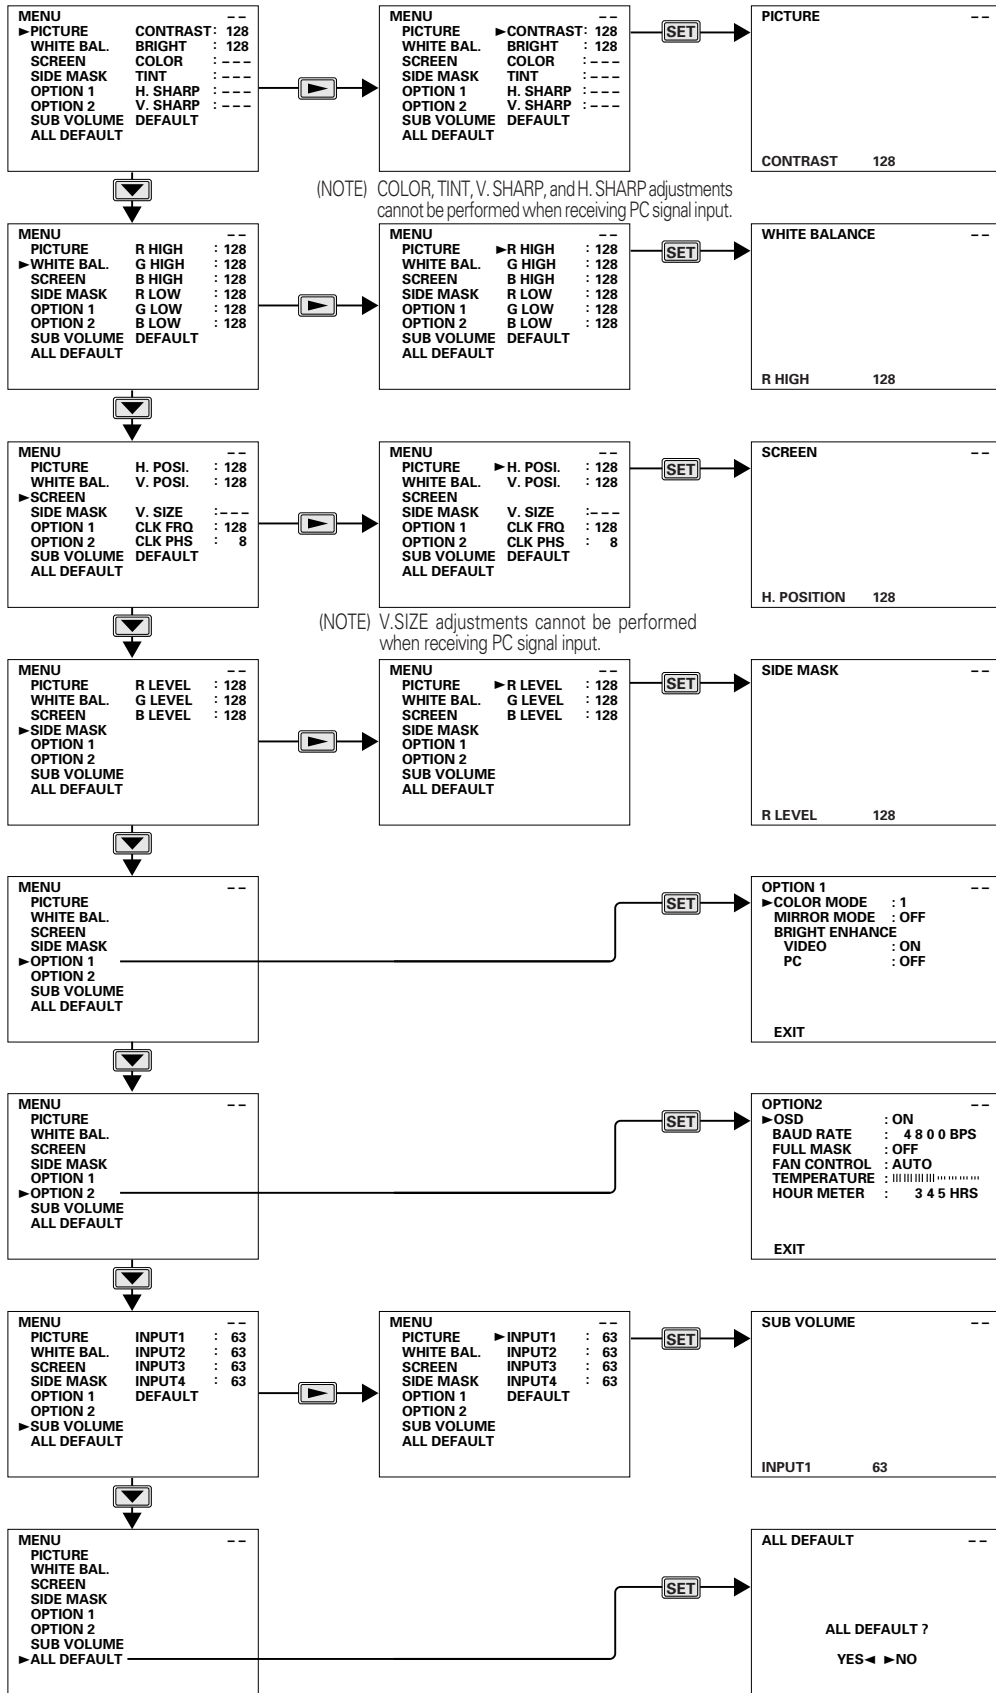 MENU – –
►PICTURE CONTRAST : 128
WHITE BAL. BRIGHT : 128
SCREEN COLOR : – – –
SIDE MASK TINT : – – –
OPTION 1 H. SHARP : – – –
OPTION 2 V. SHARP : – – –
SUB VOLUME DEFAULT
ALL DEFAULT
►
MENU – –
PICTURE ►CONTRAST : 128
WHITE BAL. BRIGHT : 128
SCREEN COLOR : – – –
SIDE MASK TINT : – – –
OPTION 1 H. SHARP : – – –
OPTION 2 V. SHARP : – – –
SUB VOLUME DEFAULT
ALL DEFAULT
SET
PICTURE – –
CONTRAST 128
▼
(NOTE) COLOR, TINT, V. SHARP, and H. SHARP adjustments
cannot be performed when receiving PC signal input.
MENU – –
PICTURE R HIGH : 128
►WHITE BAL. G HIGH : 128
SCREEN B HIGH : 128
SIDE MASK R LOW : 128
OPTION 1 G LOW : 128
OPTION 2 B LOW : 128
SUB VOLUME DEFAULT
ALL DEFAULT
►
MENU – –
PICTURE ►R HIGH : 128
WHITE BAL. G HIGH : 128
SCREEN B HIGH : 128
SIDE MASK R LOW : 128
OPTION 1 G LOW : 128
OPTION 2 B LOW : 128
SUB VOLUME DEFAULT
ALL DEFAULT
SET
WHITE BALANCE – –
R HIGH 128
▼
MENU – –
PICTURE H. POSI. : 128
WHITE BAL. V. POSI. : 128
►SCREEN
SIDE MASK V. SIZE : – – –
OPTION 1 CLK FRQ : 128
OPTION 2 CLK PHS : 8
SUB VOLUME DEFAULT
ALL DEFAULT
►
MENU – –
PICTURE ►H. POSI. : 128
WHITE BAL. V. POSI. : 128
SCREEN
SIDE MASK V. SIZE : – – –
OPTION 1 CLK FRQ : 128
OPTION 2 CLK PHS : 8
SUB VOLUME DEFAULT
ALL DEFAULT
SET
SCREEN – –
H. POSITION 128
▼
(NOTE) V.SIZE adjustments cannot be performed
when receiving PC signal input.
MENU – –
PICTURE R LEVEL : 128
WHITE BAL. G LEVEL : 128
SCREEN B LEVEL : 128
►SIDE MASK
OPTION 1
OPTION 2
SUB VOLUME
ALL DEFAULT
►
MENU – –
PICTURE ►R LEVEL : 128
WHITE BAL. G LEVEL : 128
SCREEN B LEVEL : 128
SIDE MASK
OPTION 1
OPTION 2
SUB VOLUME
ALL DEFAULT
SET
SIDE MASK – –
R LEVEL 128
▼
MENU – –
PICTURE
WHITE BAL.
SCREEN
SIDE MASK
►OPTION 1
OPTION 2
SUB VOLUME
ALL DEFAULT
SET
OPTION 1 – –
►COLOR MODE : 1
MIRROR MODE : OFF
BRIGHT ENHANCE
VIDEO : ON
PC : OFF
EXIT
▼
MENU – –
PICTURE
WHITE BAL.
SCREEN
SIDE MASK
OPTION 1
►OPTION 2
SUB VOLUME
ALL DEFAULT
SET
OPTION2 – –
►OSD : ON
BAUD RATE : 4 8 0 0 BPS
FULL MASK : OFF
FAN CONTROL : AUTO
TEMPERATURE :
HOUR METER : 3 4 5 HRS
EXIT
▼
MENU – –
PICTURE INPUT1 : 63
WHITE BAL. INPUT2 : 63
SCREEN INPUT3 : 63
SIDE MASK INPUT4 : 63
OPTION 1 DEFAULT
OPTION 2
►SUB VOLUME
ALL DEFAULT
►
MENU – –
PICTURE ►INPUT1 : 63
WHITE BAL. INPUT2 : 63
SCREEN INPUT3 : 63
SIDE MASK INPUT4 : 63
OPTION 1 DEFAULT
OPTION 2
SUB VOLUME
ALL DEFAULT
SET
SUB VOLUME – –
INPUT1 63
▼
MENU – –
PICTURE
WHITE BAL.
SCREEN
SIDE MASK
OPTION 1
OPTION 2
SUB VOLUME
►ALL DEFAULT
SET
ALL DEFAULT – –
ALL DEFAULT ?
YES◄ ►NO